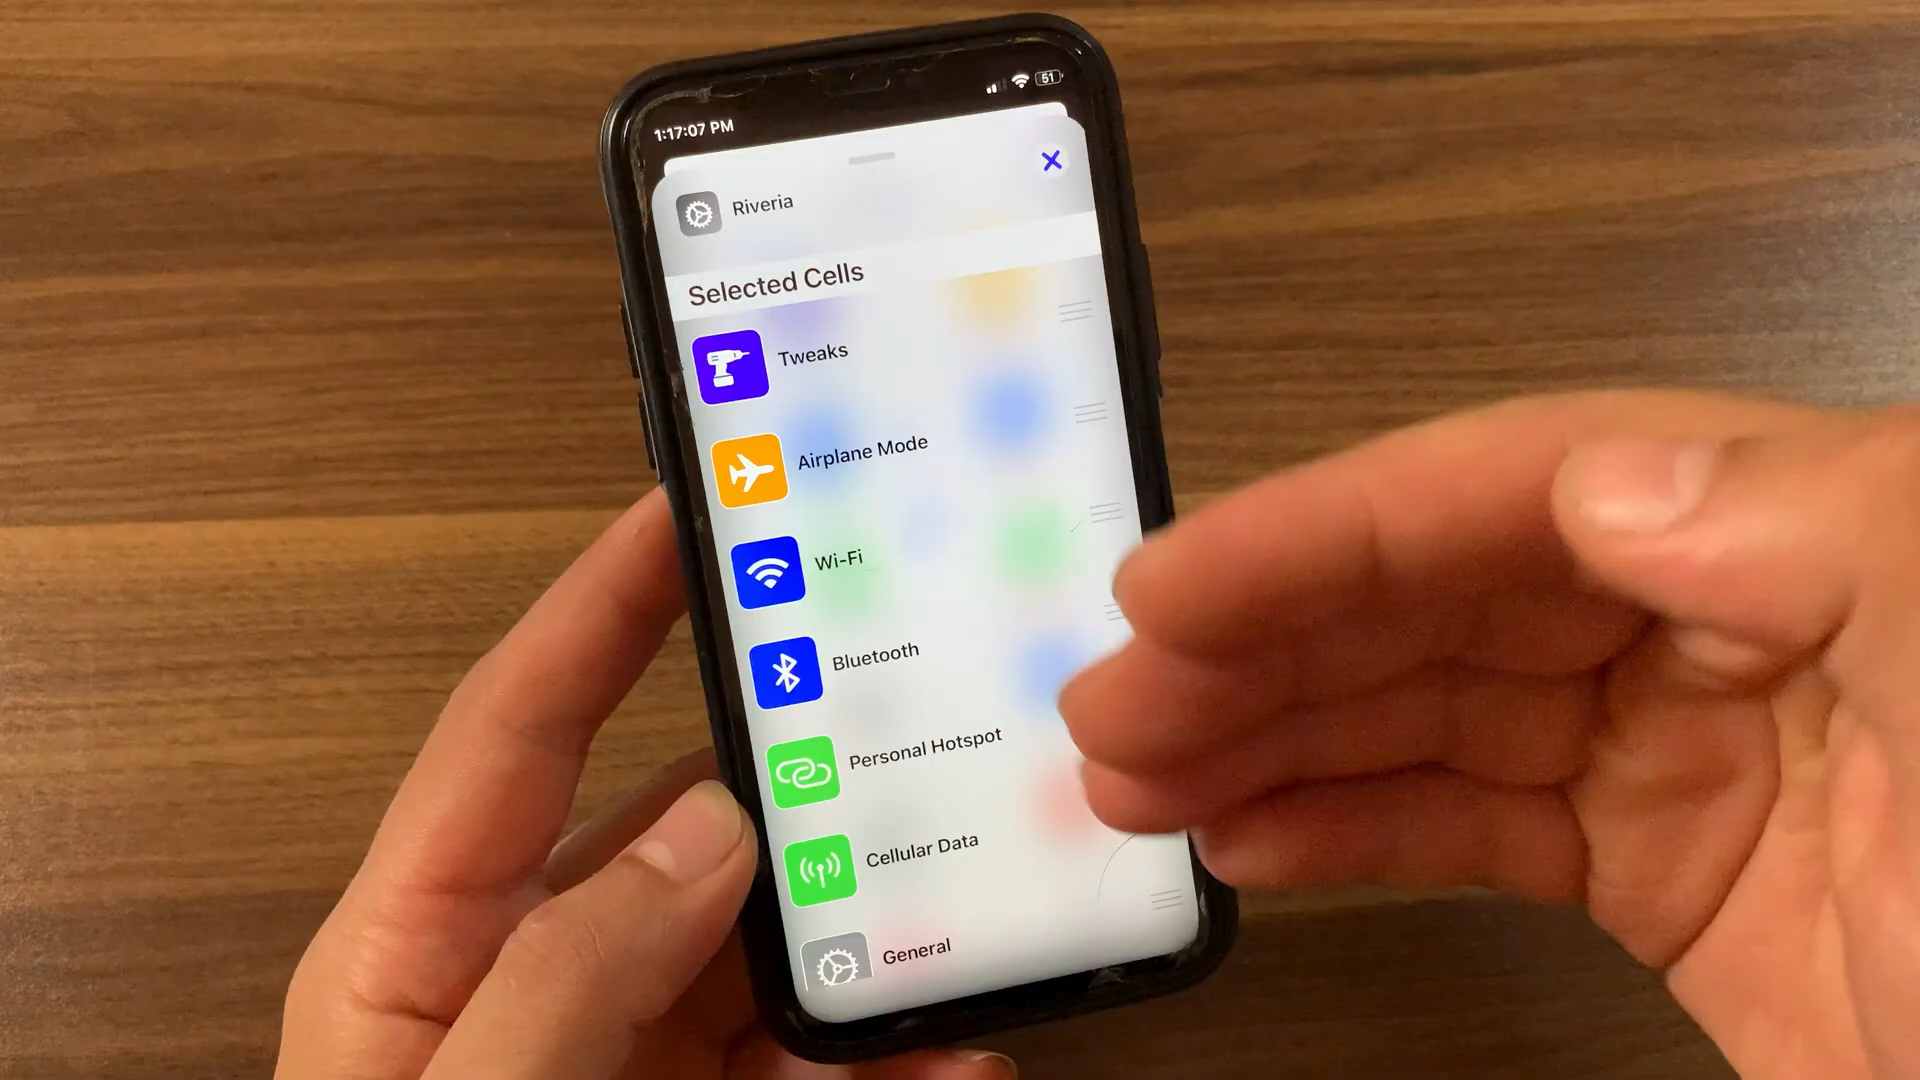 1:17:07 PM
51
Riveria
Selected Cells
Tweaks
Airplane Mode
Wi-Fi
Bluetooth
Personal Hotspot
Cellular Data
General